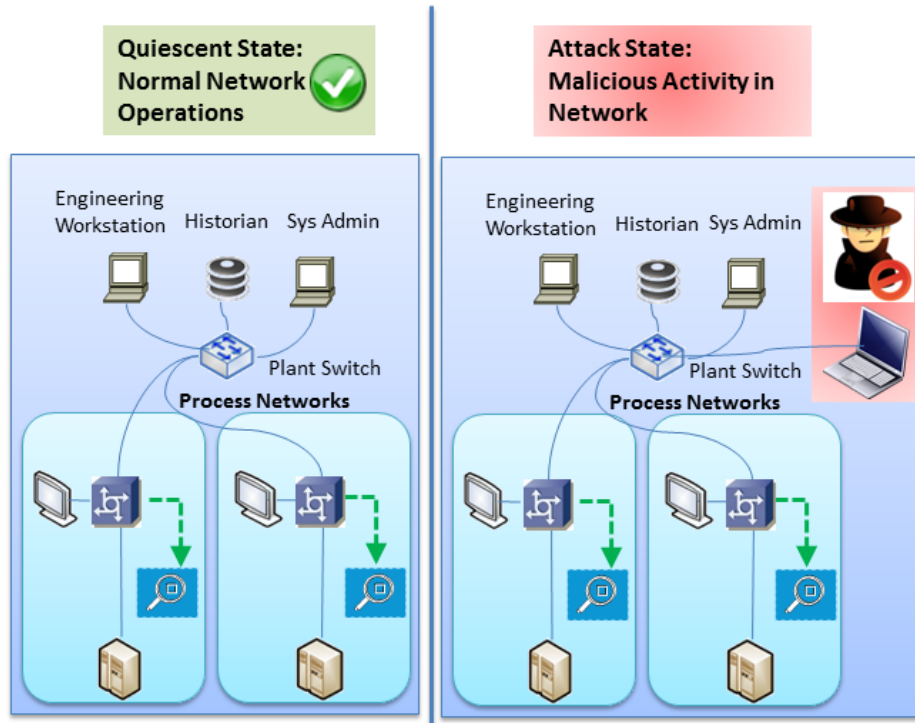 Quiescent State:
Normal Network
Operations
Attack State:
Malicious Activity in
Network
Engineering
Workstation
Historian
Sys Admin
Plant Switch
Process Networks
Engineering
Workstation
Historian
Sys Admin
Plant Switch
Process Networks